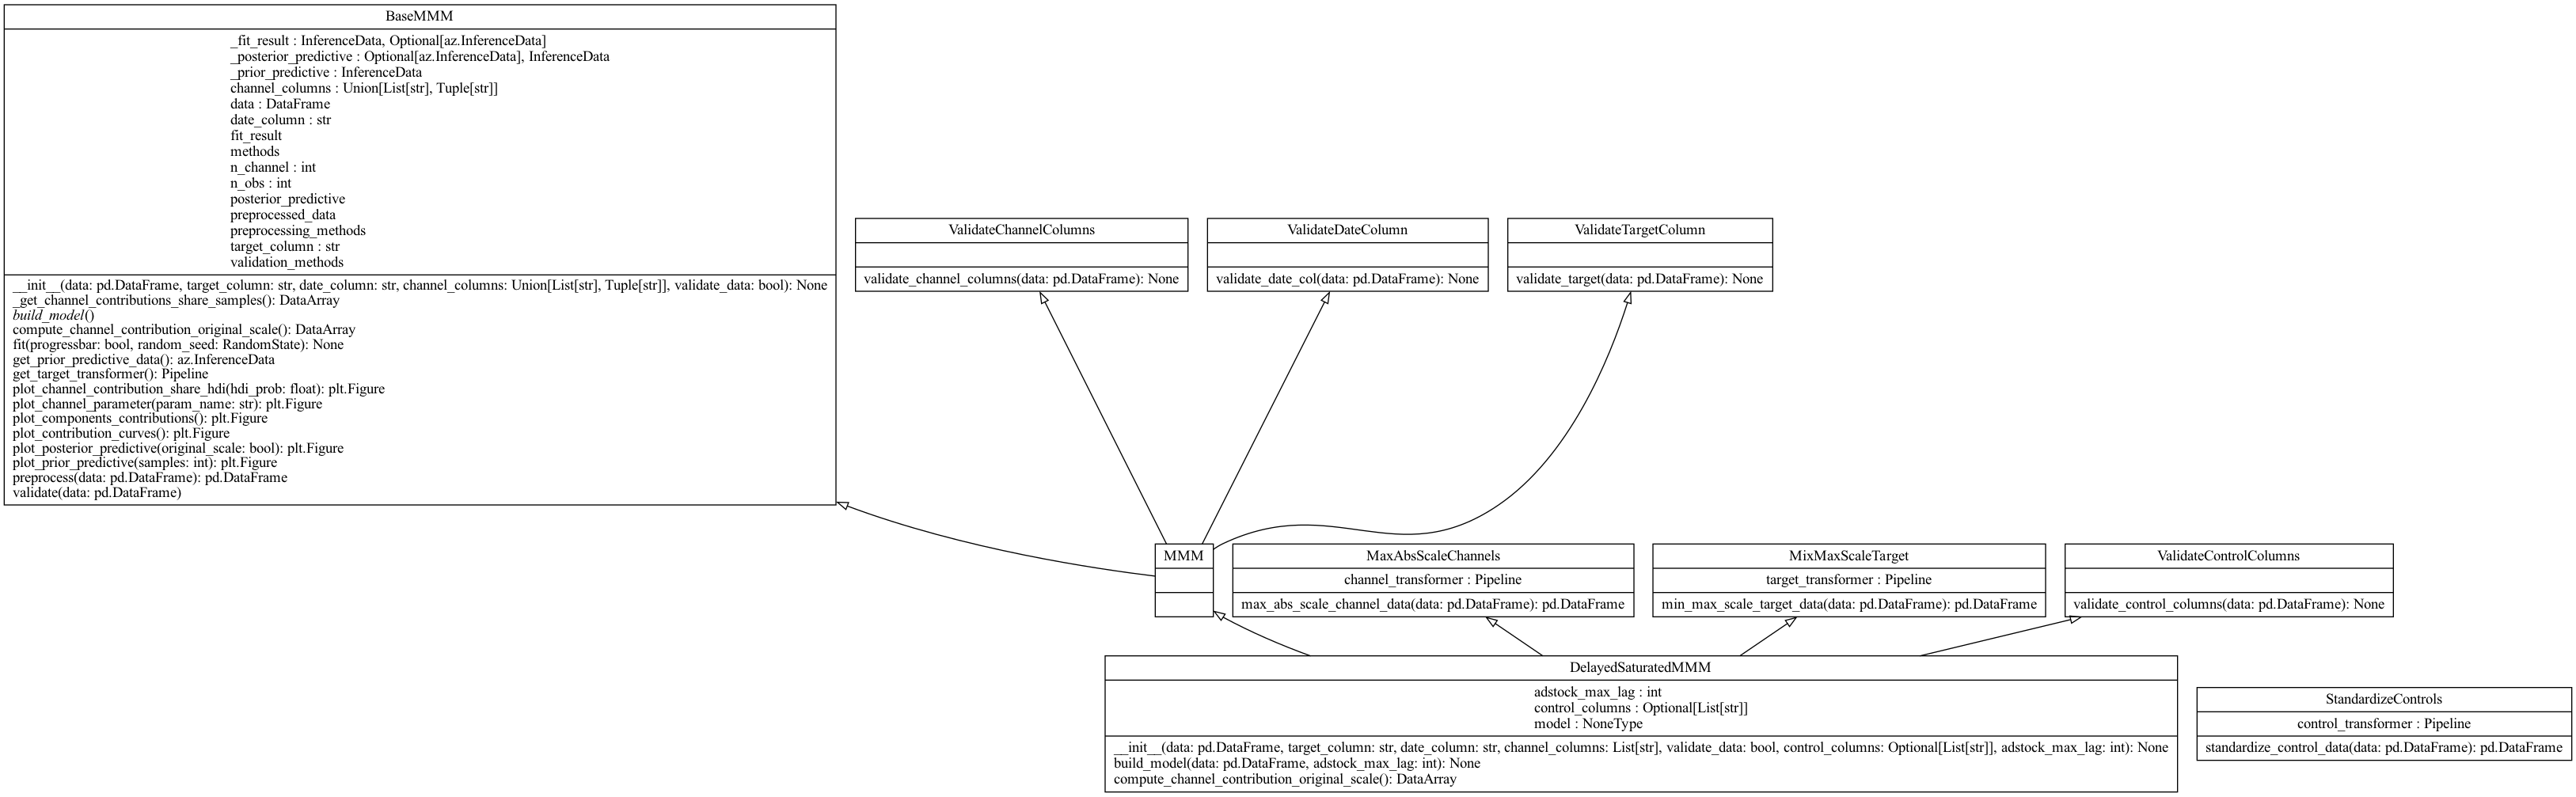 BaseMMM
_fit_result : InferenceData, Optional[az.InferenceData]
_posterior_predictive : Optional[az.InferenceData], InferenceData
_prior_predictive : InferenceData
channel_columns : Union[List[str], Tuple[str]]
data : DataFrame
date_column : str
fit_result
methods
n_channel : int
n_obs : int
posterior_predictive
preprocessed_data
preprocessing_methods
target_column : str
validation_methods
__init__(data: pd.DataFrame, target_column: str, date_column: str, channel_columns: Union[List[str], Tuple[str]], validate_data: bool): None
_get_channel_contributions_share_samples(): DataArray
build_model()
compute_channel_contribution_original_scale(): DataArray
fit(progressbar: bool, random_seed: RandomState): None
get_prior_predictive_data(): az.InferenceData
get_target_transformer(): Pipeline
plot_channel_contribution_share_hdi(hdi_prob: float): plt.Figure
plot_channel_parameter(param_name: str): plt.Figure
plot_components_contributions(): plt.Figure
plot_contribution_curves(): plt.Figure
plot_posterior_predictive(original_scale: bool): plt.Figure
plot_prior_predictive(samples: int): plt.Figure
preprocess(data: pd.DataFrame): pd.DataFrame
validate(data: pd.DataFrame)
ValidateChannelColumns
validate_channel_columns(data: pd.DataFrame): None
ValidateDateColumn
validate_date_col(data: pd.DataFrame): None
ValidateTargetColumn
validate_target(data: pd.DataFrame): None
MMM
MaxAbsScaleChannels
channel_transformer : Pipeline
max_abs_scale_channel_data(data: pd.DataFrame): pd.DataFrame
MixMaxScaleTarget
target_transformer : Pipeline
min_max_scale_target_data(data: pd.DataFrame): pd.DataFrame
ValidateControlColumns
validate_control_columns(data: pd.DataFrame): None
DelayedSaturatedMMM
adstock_max_lag : int
control_columns : Optional[List[str]]
model : NoneType
__init__(data: pd.DataFrame, target_column: str, date_column: str, channel_columns: List[str], validate_data: bool, control_columns: Optional[List[str]], adstock_max_lag: int): None
build_model(data: pd.DataFrame, adstock_max_lag: int): None
compute_channel_contribution_original_scale(): DataArray
StandardizeControls
control_transformer : Pipeline
standardize_control_data(data: pd.DataFrame): pd.DataFrame